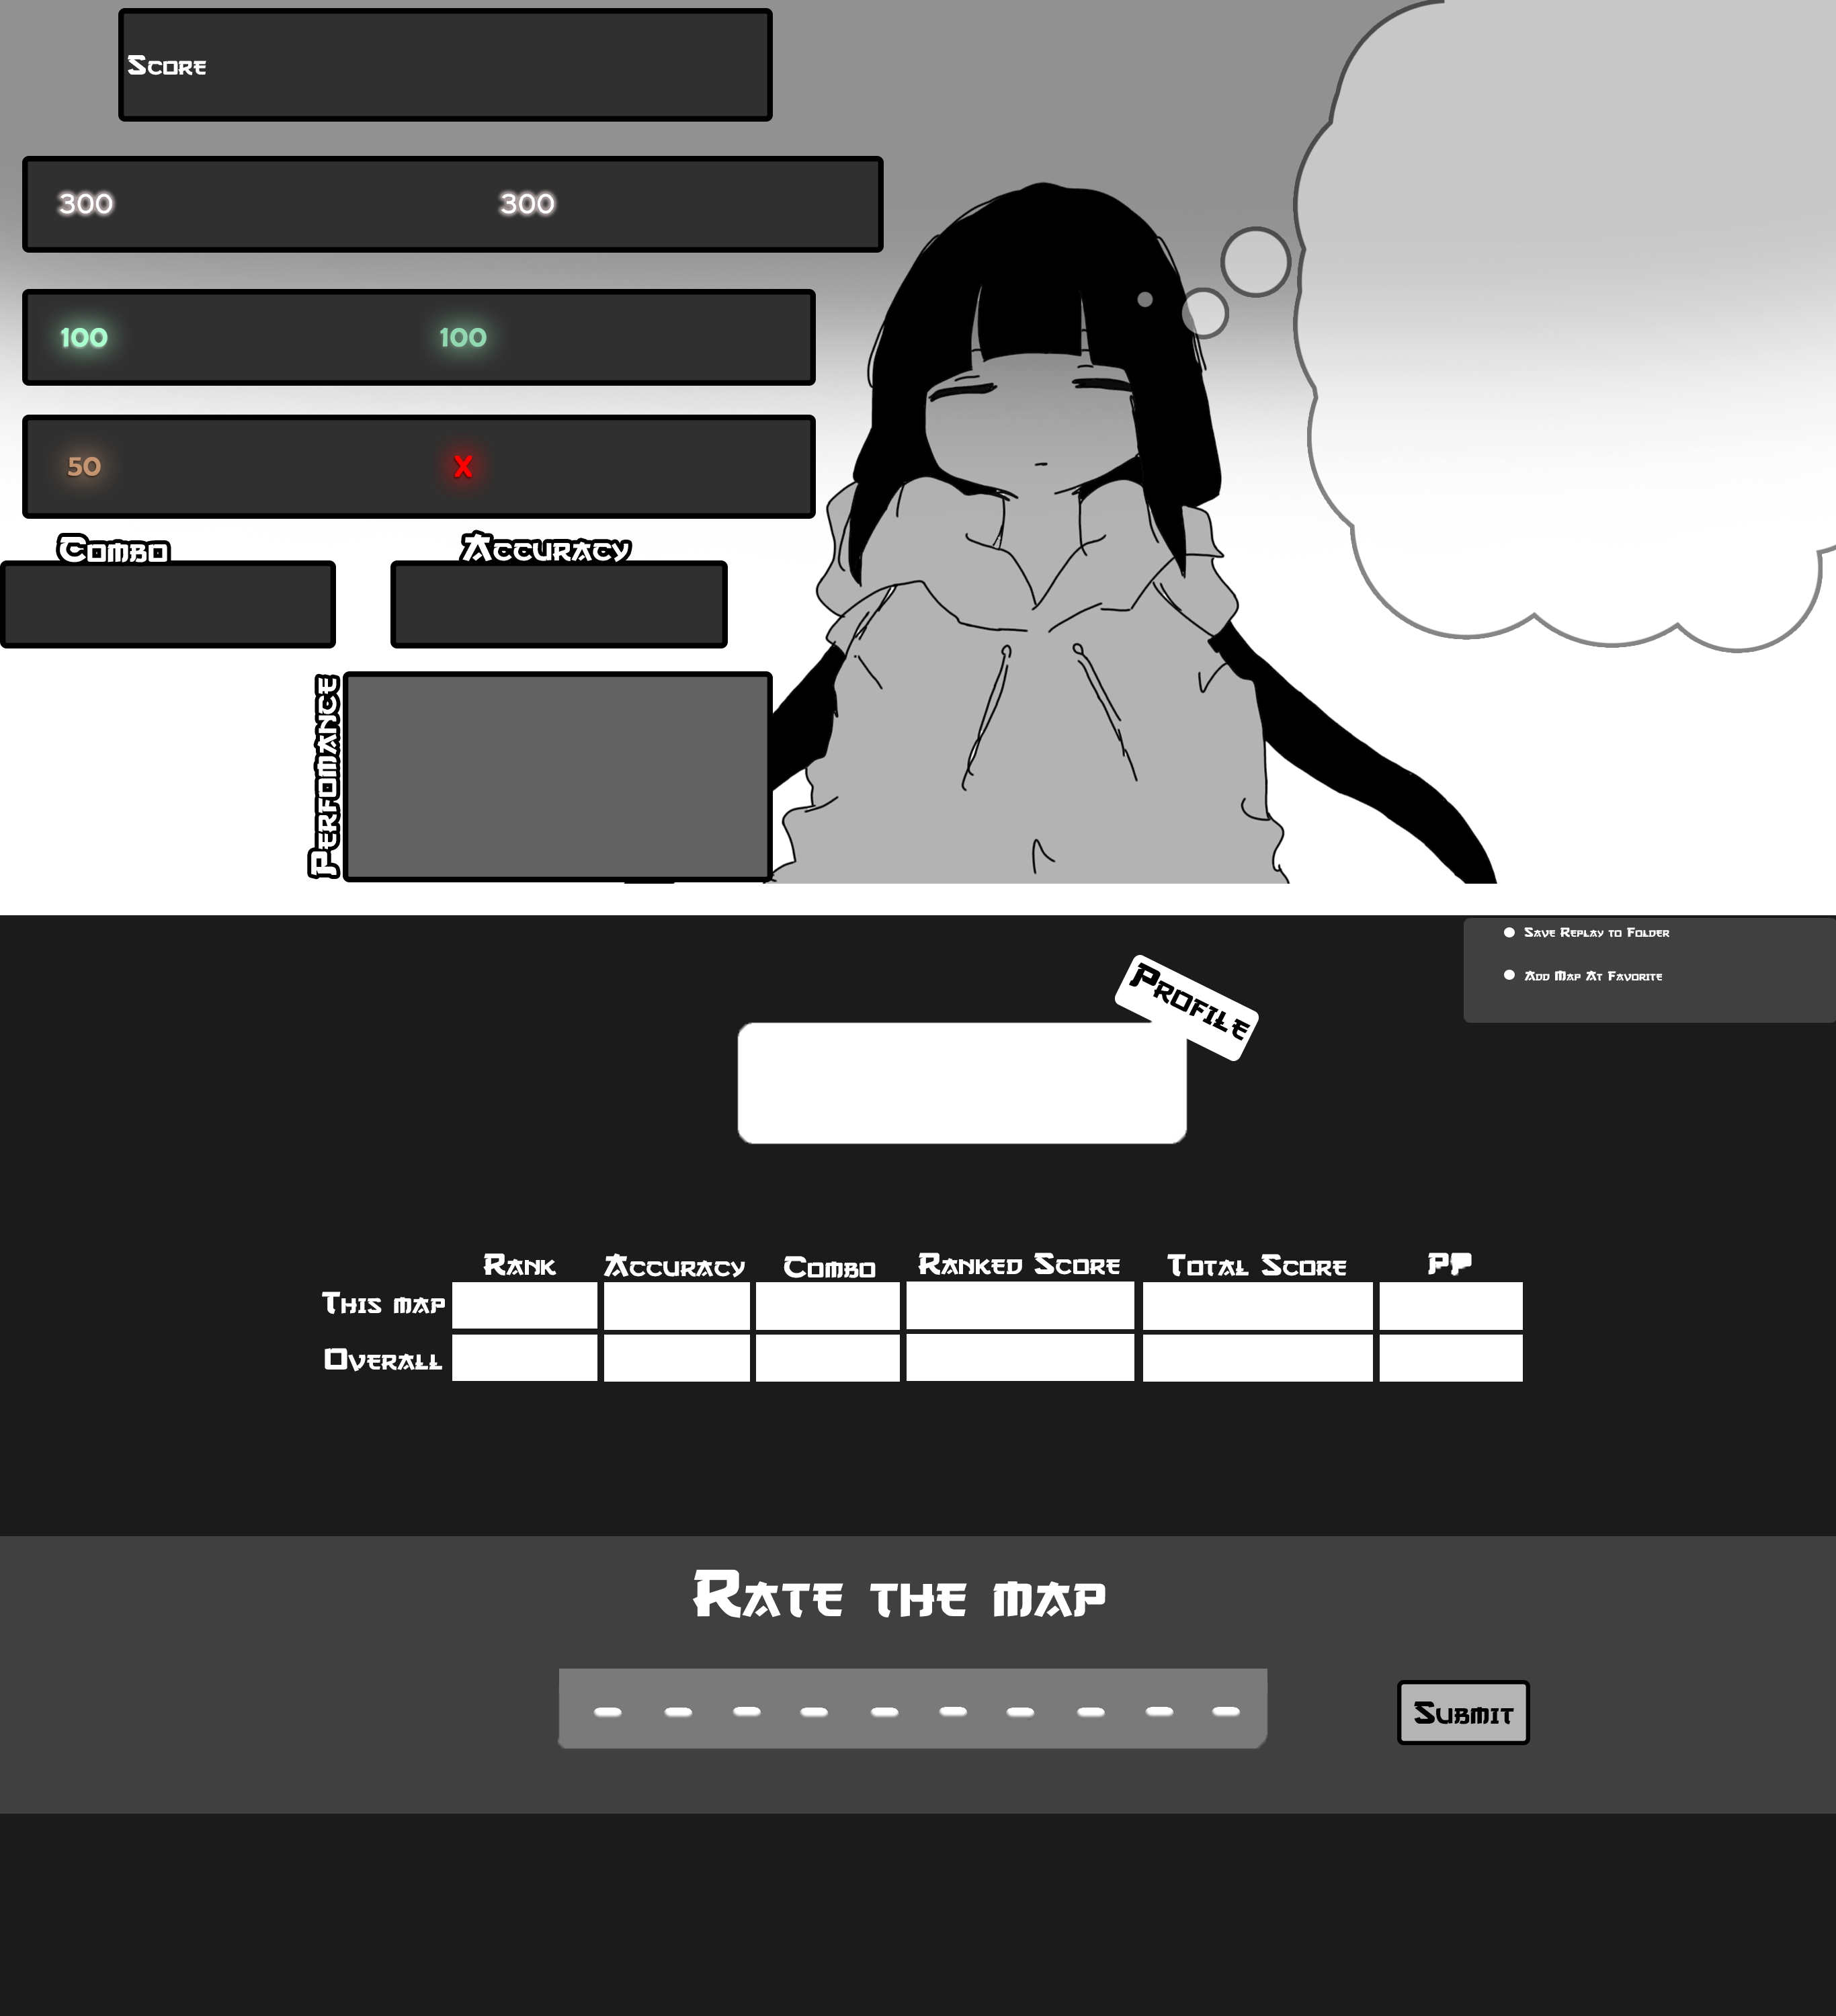 Score
300 300
100 100
50 X
Combo Accuracy
Perfomance
Save Replay to Folder
Add Map At Favorite
Profile
Rank Accuracy Combo Ranked Score Total Score PP
This map
Overall
Rate the map
Submit